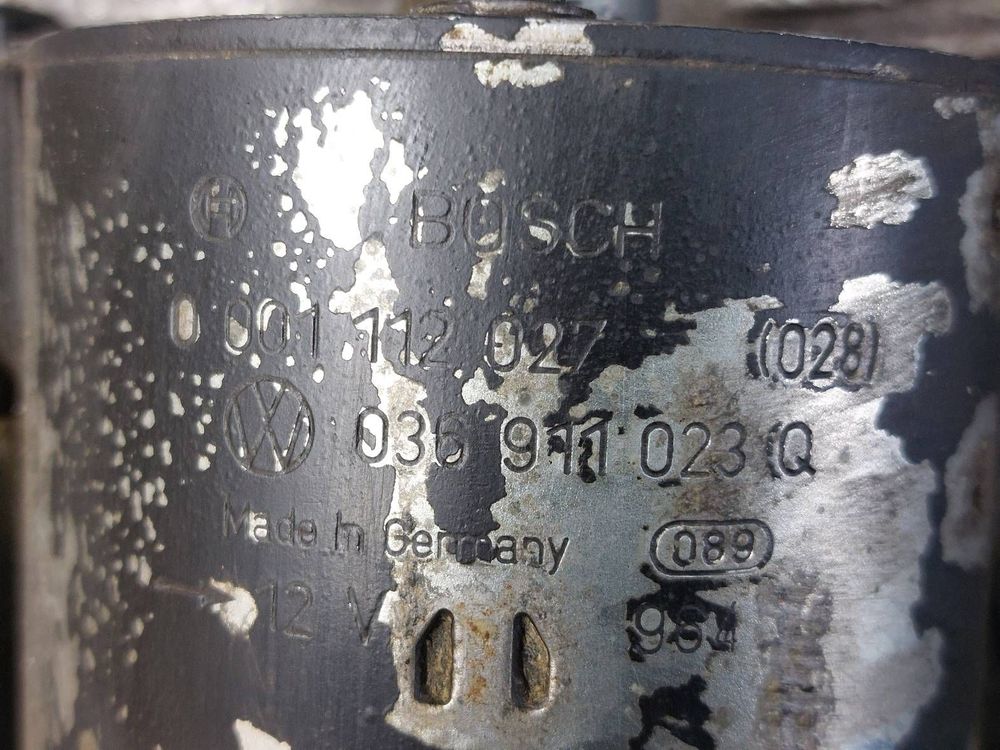 BOSCH
0 001 112 027 (028)
036 911 023 Q
Made in Germany 089
12 V